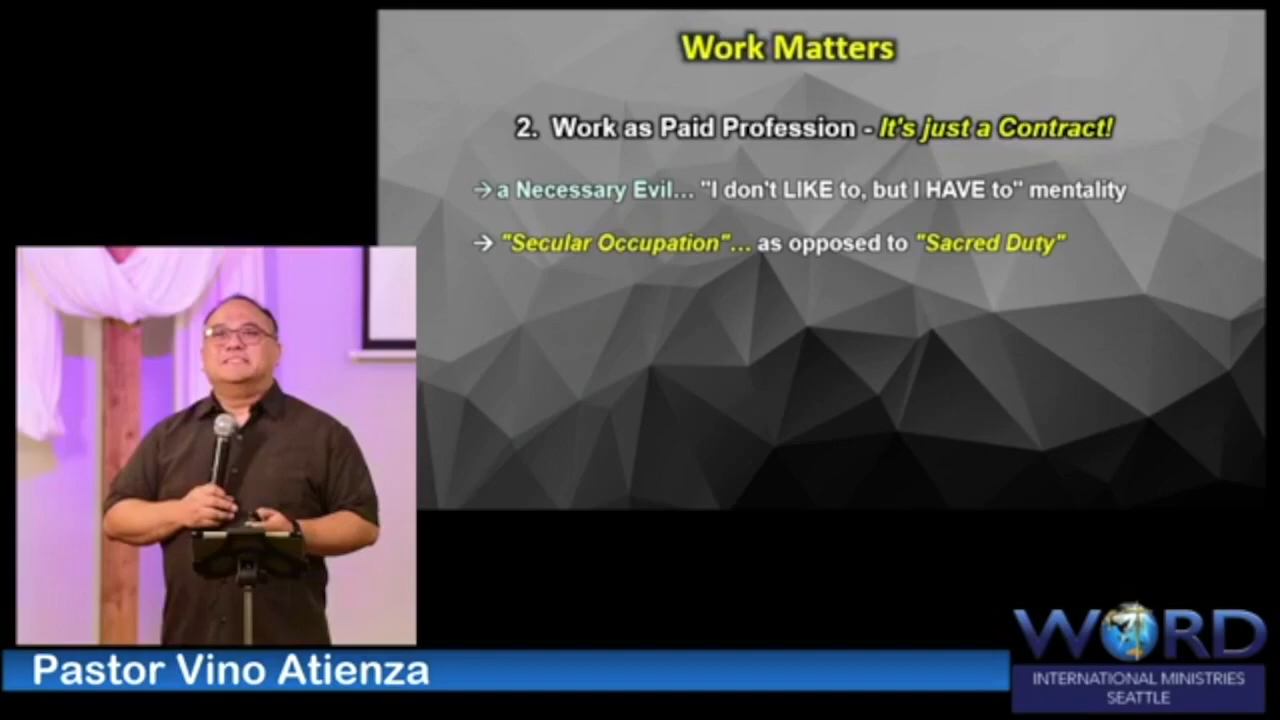 Work Matters
2. Work as Paid Profession - It's just a Contract!
→ a Necessary Evil... "I don't LIKE to, but I HAVE to" mentality
→ "Secular Occupation"... as opposed to "Sacred Duty"
Pastor Vino Atienza
WORD
INTERNATIONAL MINISTRIES
SEATTLE